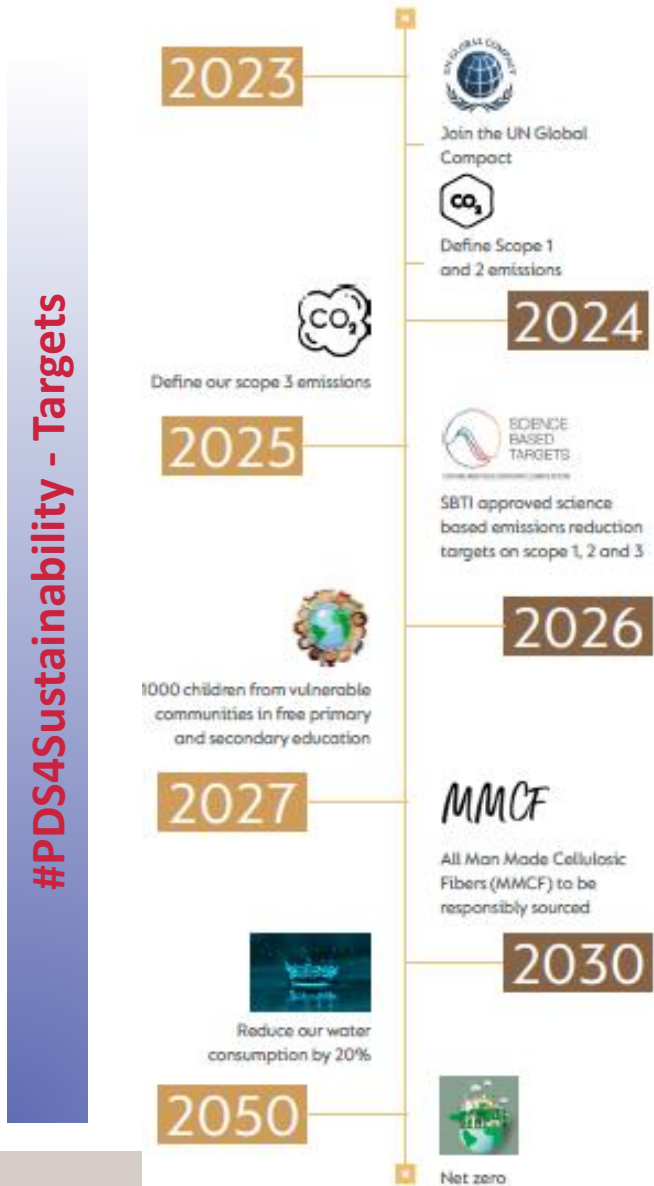 #PDS4Sustainability - Targets
2023
UN GLOBAL COMPACT
Join the UN Global
Compact
CO2
Define Scope 1
and 2 emissions
2024
CO2
Define our scope 3 emissions
2025
SCIENCE
BASED
TARGETS
SBTI approved science
based emissions reduction
targets on scope 1, 2 and 3
2026
1000 children from vulnerable
communities in free primary
and secondary education
2027
MMCF
All Man Made Cellulosic
Fibers (MMCF) to be
responsibly sourced
2030
Reduce our water
consumption by 20%
2050
Net zero